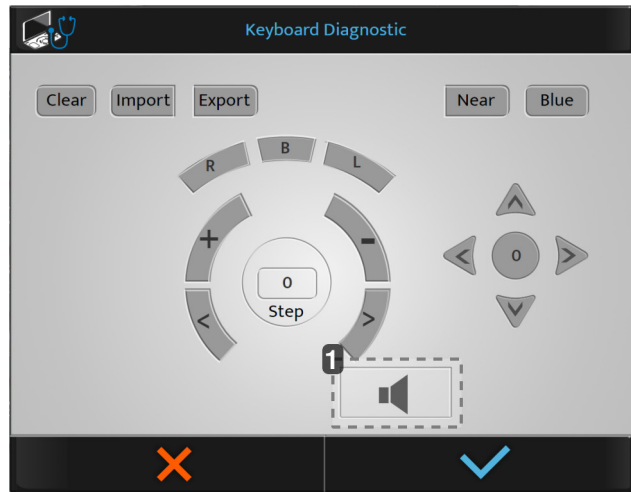 Keyboard Diagnostic
Clear Import Export Near Blue
R B L
+ -
0 0
Step
< >
1